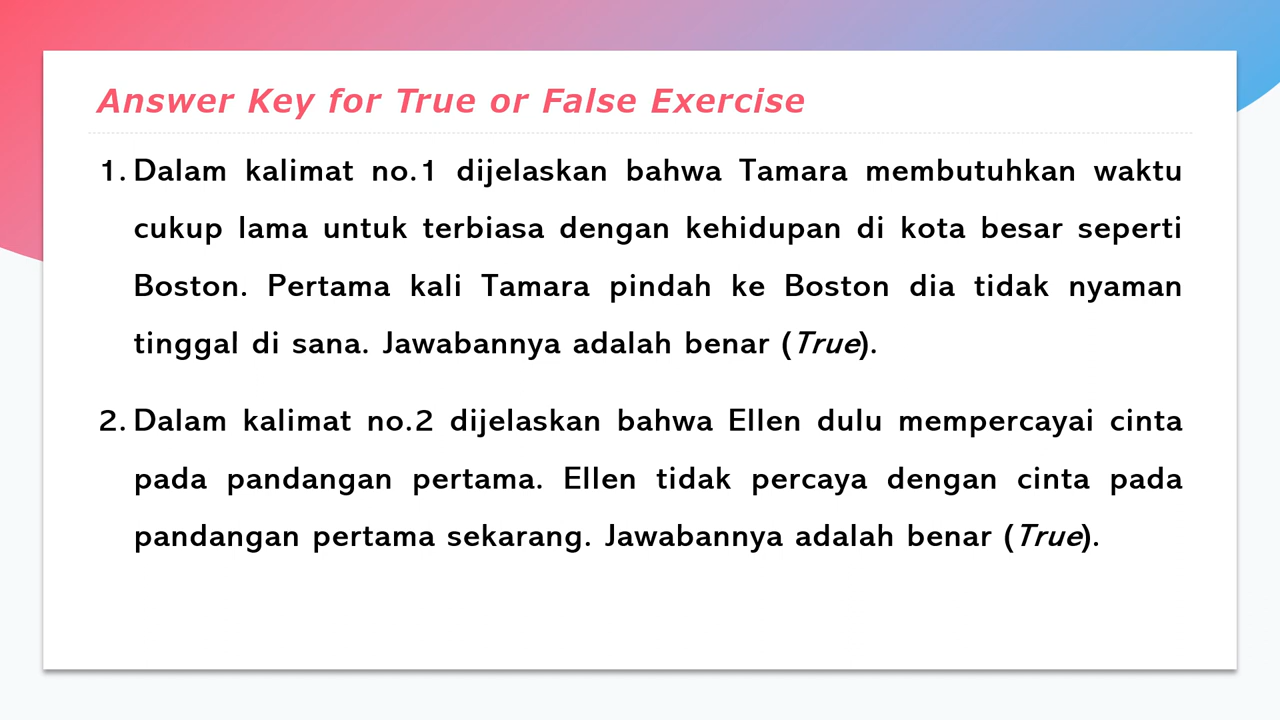 Answer Key for True or False Exercise
1. Dalam kalimat no.1 dijelaskan bahwa Tamara membutuhkan waktu
cukup lama untuk terbiasa dengan kehidupan di kota besar seperti
Boston. Pertama kali Tamara pindah ke Boston dia tidak nyaman
tinggal di sana. Jawabannya adalah benar (True).
2. Dalam kalimat no.2 dijelaskan bahwa Ellen dulu mempercayai cinta
pada pandangan pertama. Ellen tidak percaya dengan cinta pada
pandangan pertama sekarang. Jawabannya adalah benar (True).